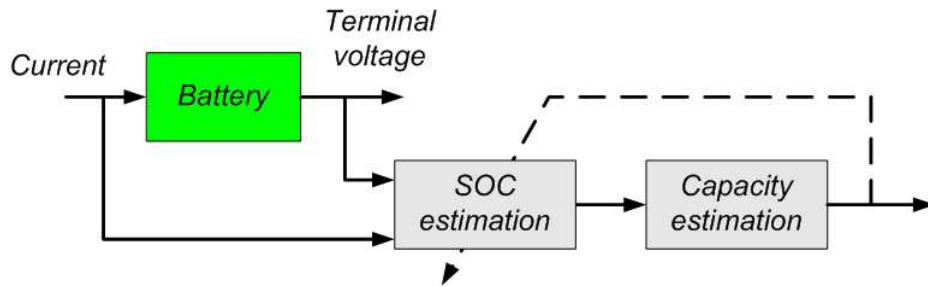 Terminal
voltage
Current
Battery
SOC
estimation
Capacity
estimation